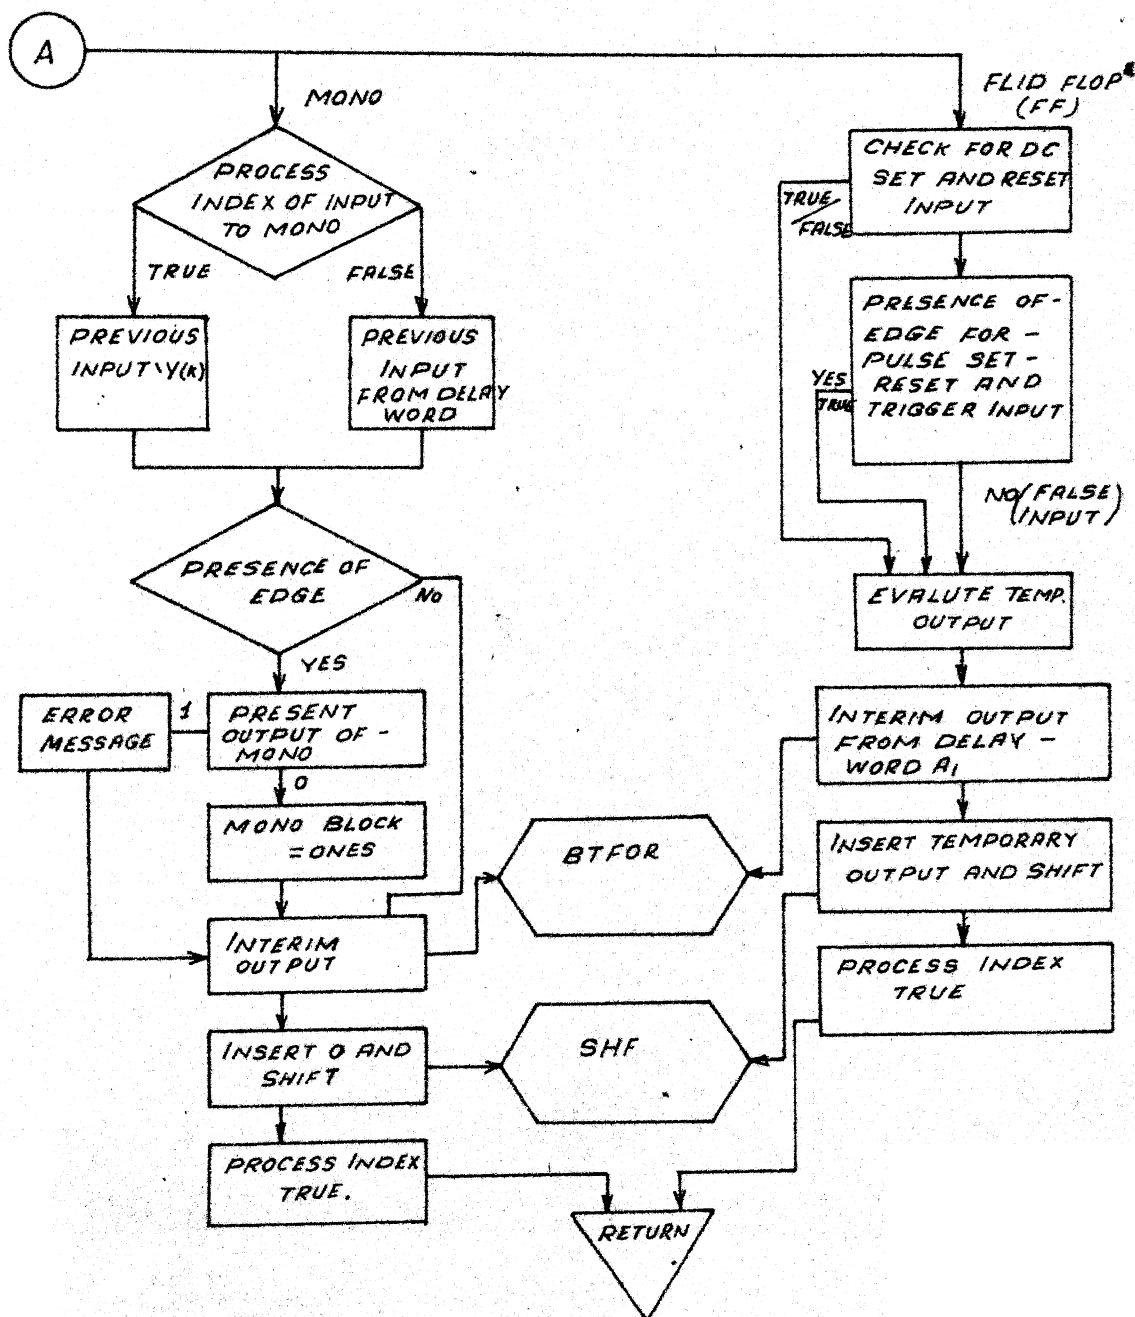 A
MONO
PROCESS
INDEX OF INPUT
TO MONO
TRUE
FALSE
PREVIOUS
INPUT \ Y(K)
PREVIOUS
INPUT
FROM DELAY
WORD
PRESENCE OF
EDGE
NO
YES
ERROR
MESSAGE
1
PRESENT
OUTPUT OF -
MONO
0
MONO BLOCK
= ONES
INTERIM
OUTPUT
INSERT 0 AND
SHIFT
PROCESS INDEX
TRUE.
BTFOR
SHF
RETURN
FLID FLOP
(FF)
CHECK FOR DC
SET AND RESET
INPUT
TRUE/
FALSE
PRESENCE OF -
EDGE FOR -
PULSE SET -
RESET AND
TRIGGER INPUT
YES
TRUE
NO (FALSE
INPUT)
EVALUTE TEMP.
OUTPUT
INTERIM OUTPUT
FROM DELAY -
WORD A1
INSERT TEMPORARY
OUTPUT AND SHIFT
PROCESS INDEX
TRUE